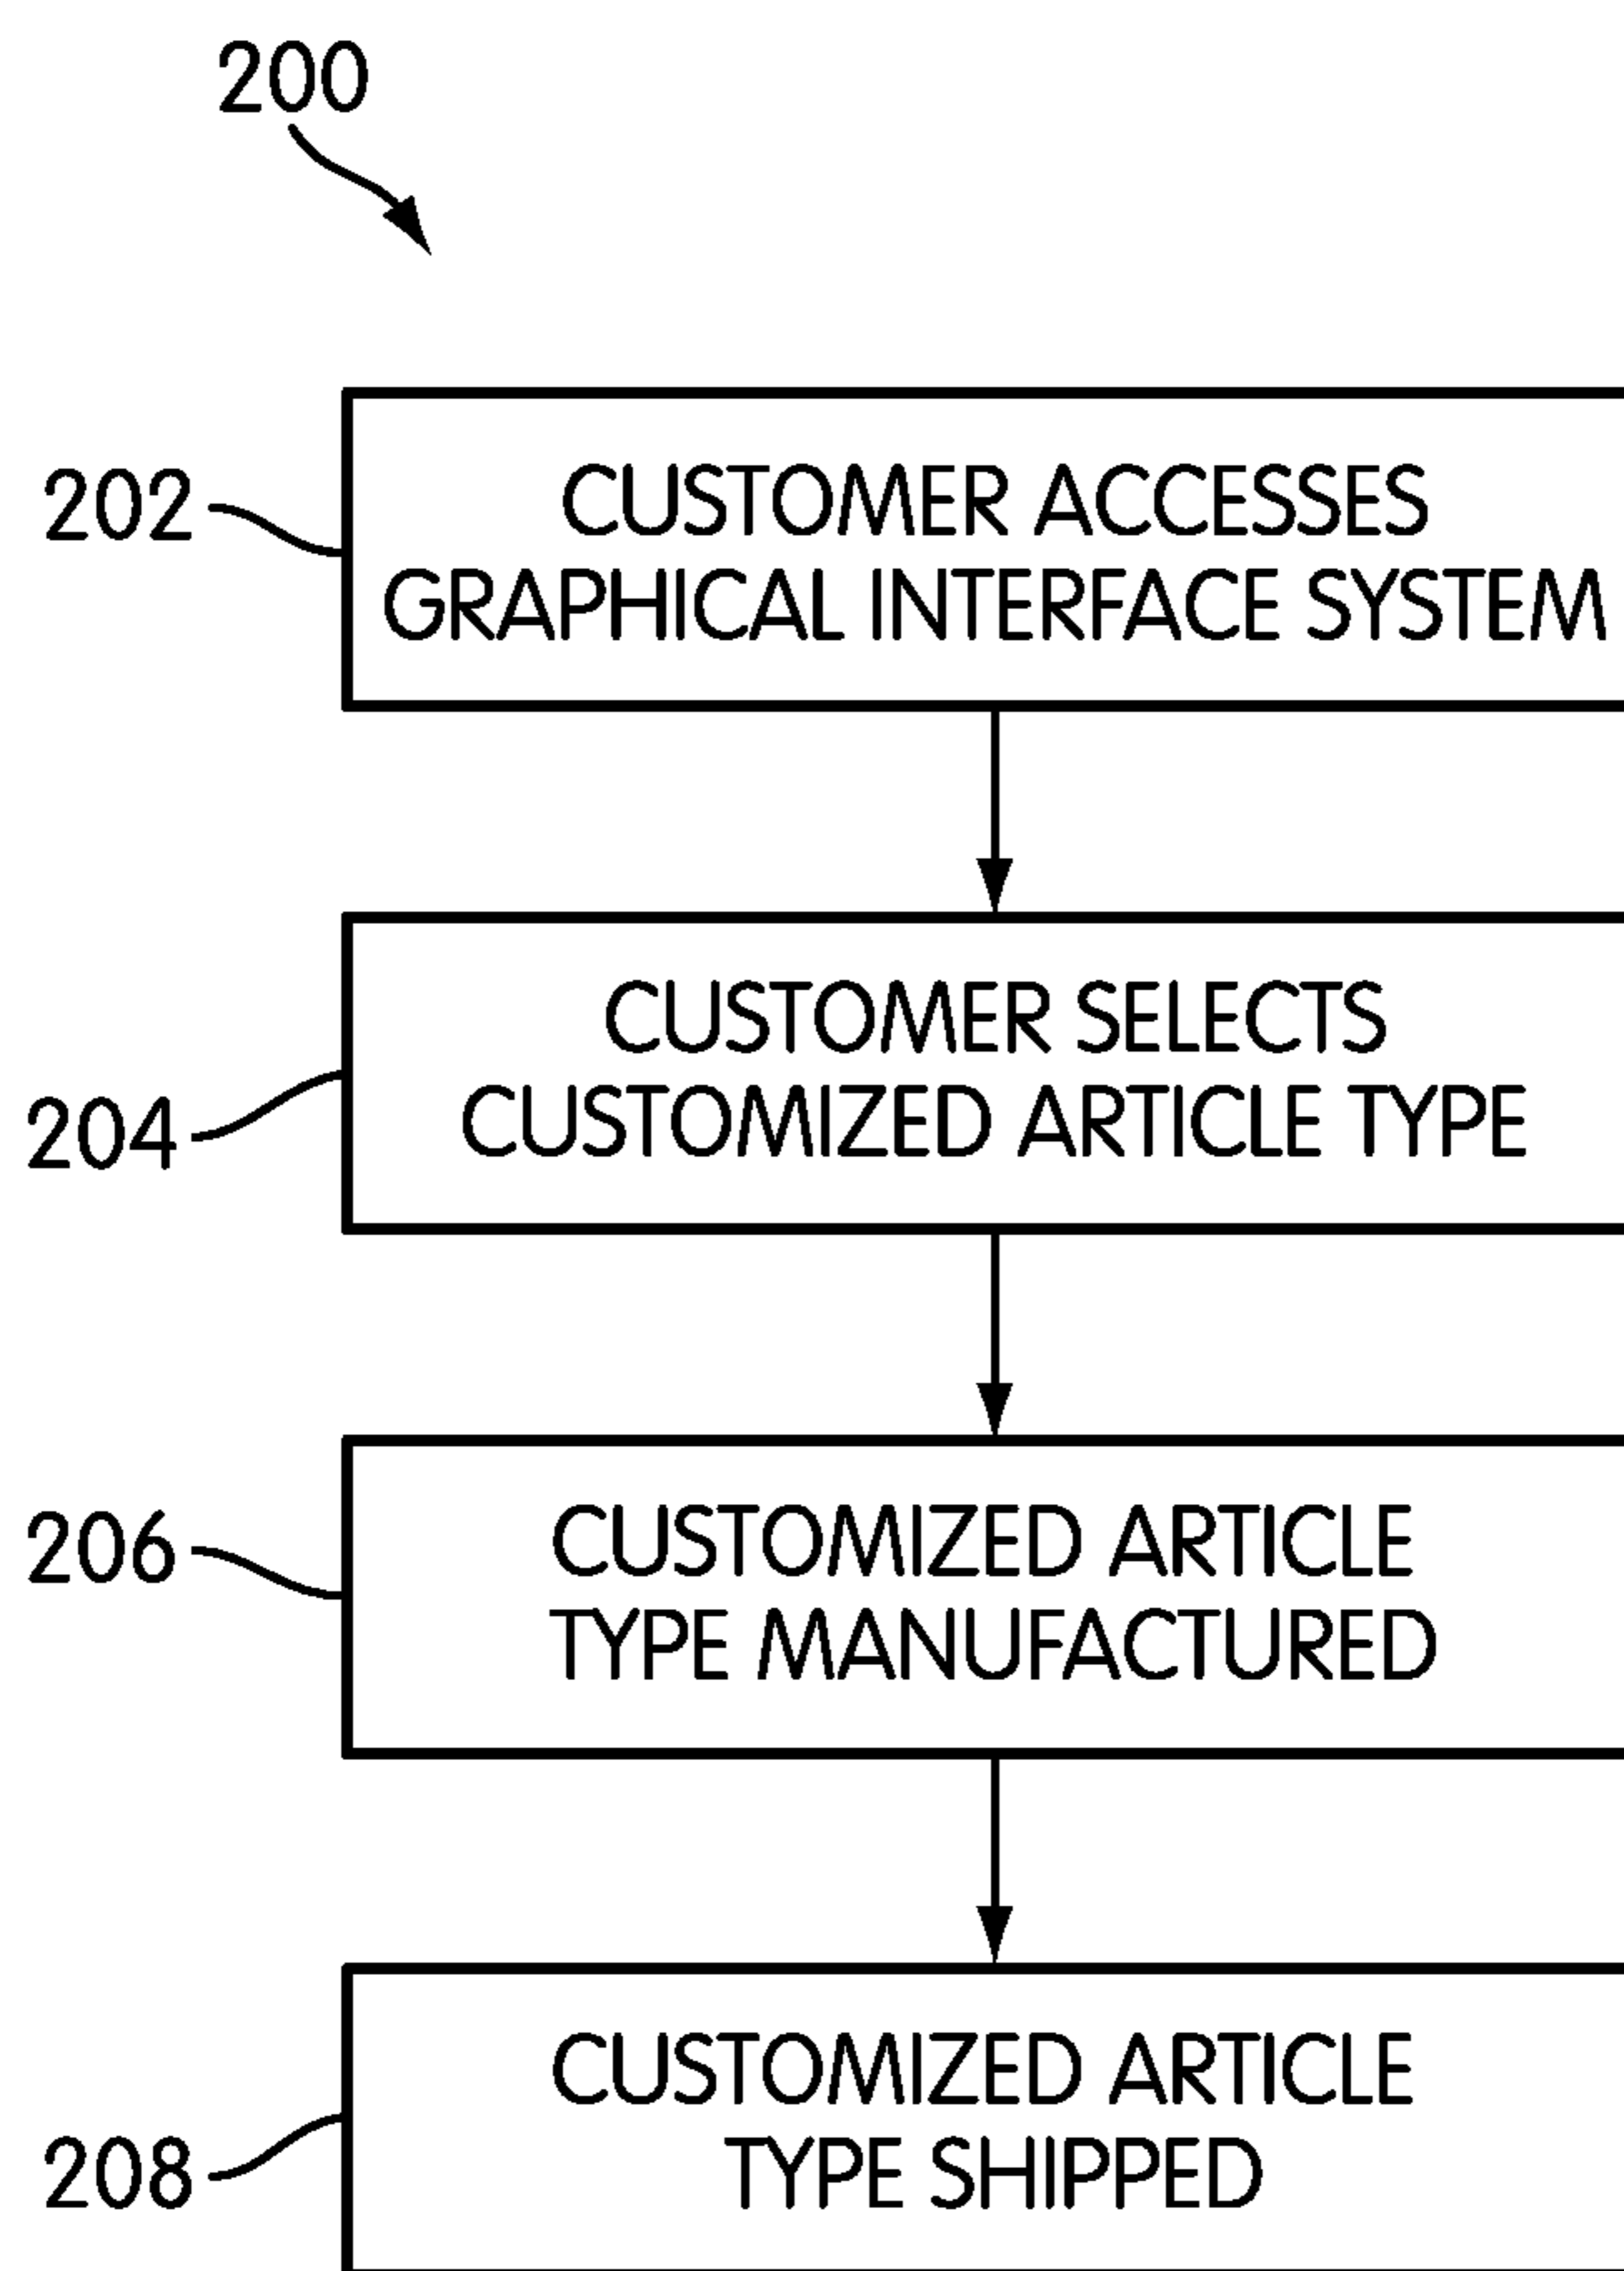 200
202
CUSTOMER ACCESSES
GRAPHICAL INTERFACE SYSTEM
204
CUSTOMER SELECTS
CUSTOMIZED ARTICLE TYPE
206
CUSTOMIZED ARTICLE
TYPE MANUFACTURED
208
CUSTOMIZED ARTICLE
TYPE SHIPPED